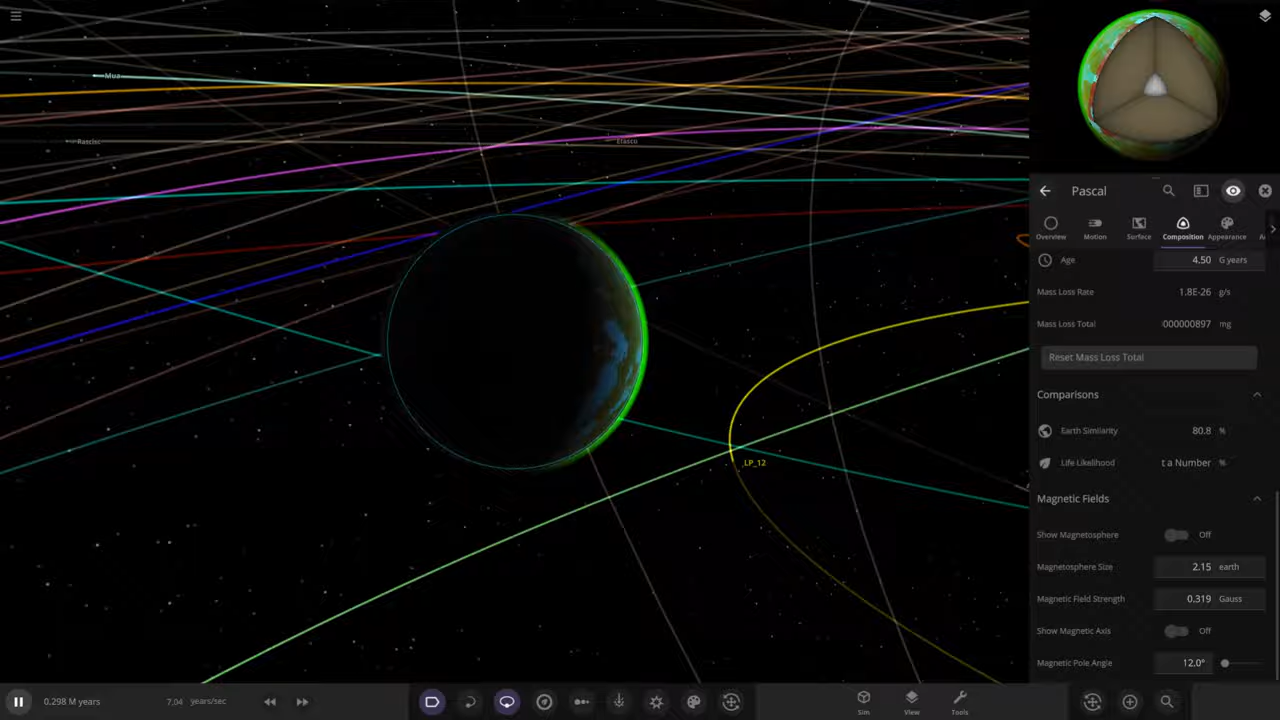 Mua
Rascisc
Efasco
LP_12
Pascal
Overview Motion Surface Composition Appearance
Age 4.50 G years
Mass Loss Rate 1.8E-26 g/s
Mass Loss Total 000000897 mg
Reset Mass Loss Total
Comparisons
Earth Similarity 80.8 %
Life Likelihood t a Number %
Magnetic Fields
Show Magnetosphere Off
Magnetosphere Size 2.15 earth
Magnetic Field Strength 0.319 Gauss
Show Magnetic Axis Off
Magnetic Pole Angle 12.0°
0.298 M years 7.04 years/sec Sim View Tools